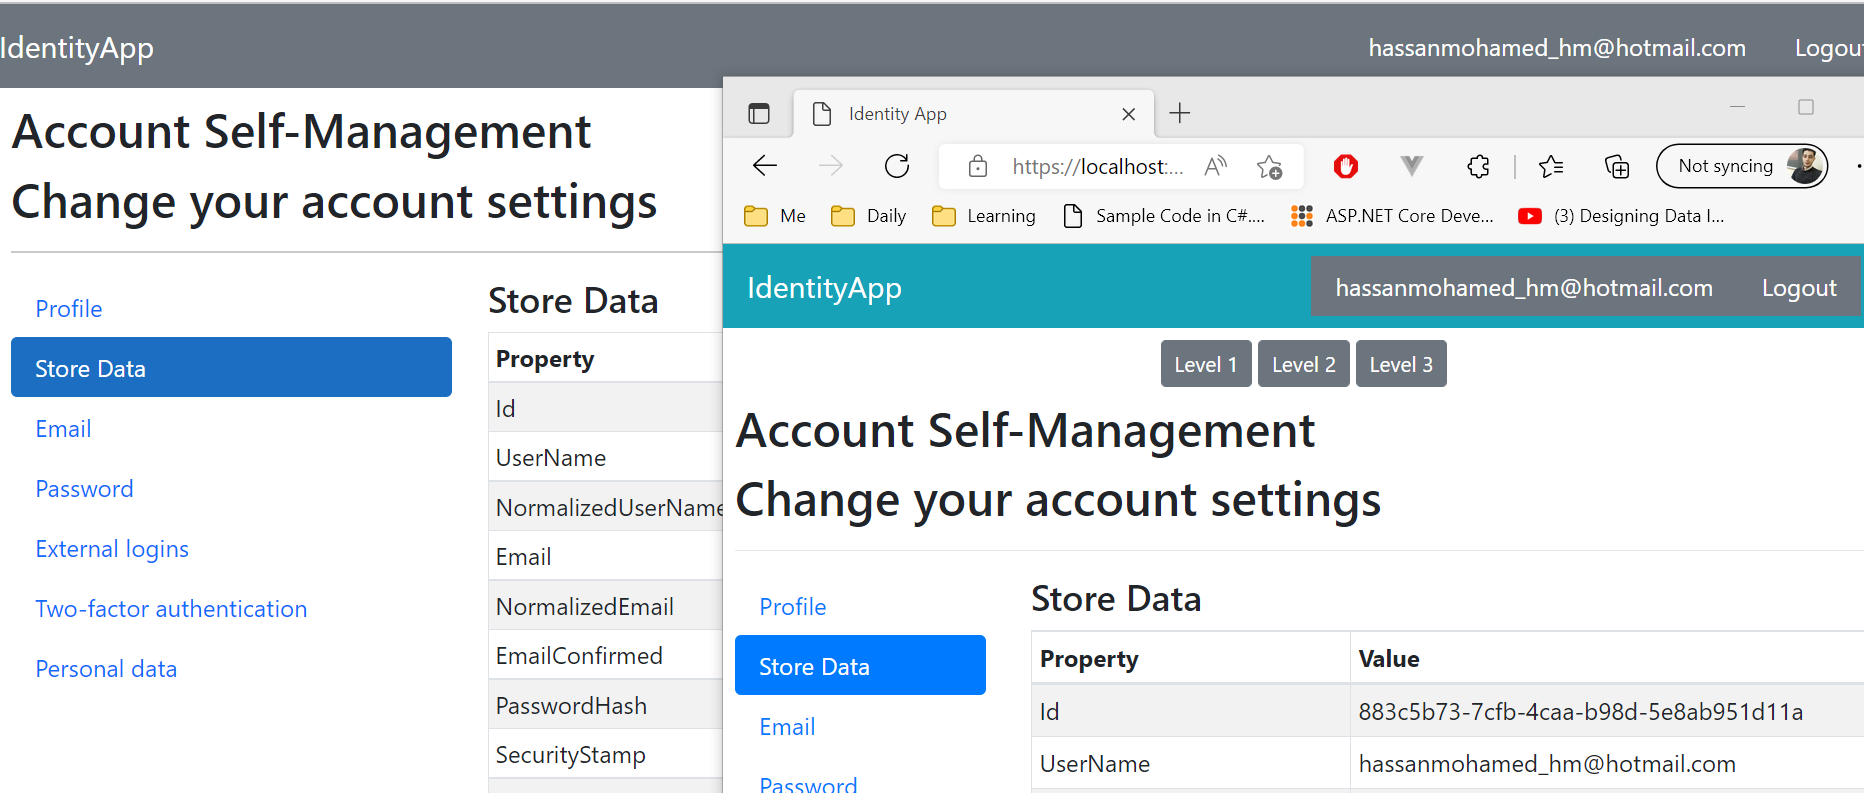 IdentityApp
hassanmohamed_hm@hotmail.com Logout
Account Self-Management
Change your account settings
Profile
Store Data
Email
Password
External logins
Two-factor authentication
Personal data
Store Data
Property
Id
UserName
NormalizedUserName
Email
NormalizedEmail
EmailConfirmed
PasswordHash
SecurityStamp
Identity App
https://localhost:...
Not syncing
Me Daily Learning Sample Code in C#.... ASP.NET Core Deve... (3) Designing Data I...
IdentityApp
hassanmohamed_hm@hotmail.com Logout
Level 1 Level 2 Level 3
Account Self-Management
Change your account settings
Profile
Store Data
Email
Password
Store Data
Property Value
Id 883c5b73-7cfb-4caa-b98d-5e8ab951d11a
UserName hassanmohamed_hm@hotmail.com